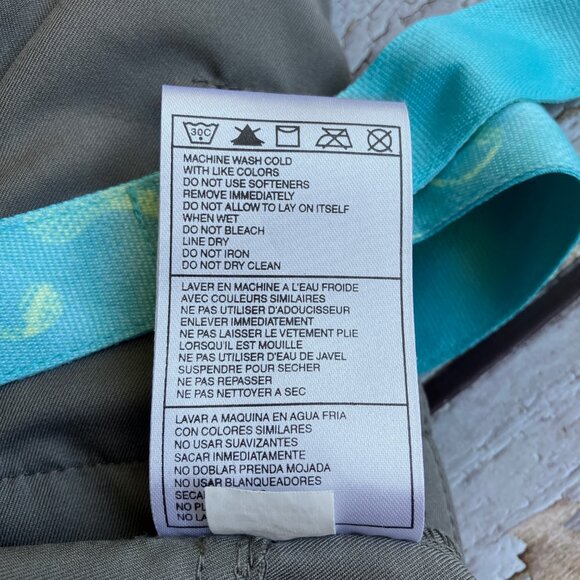 30C
MACHINE WASH COLD
WITH LIKE COLORS
DO NOT USE SOFTENERS
REMOVE IMMEDIATELY
DO NOT ALLOW TO LAY ON ITSELF
WHEN WET
DO NOT BLEACH
LINE DRY
DO NOT IRON
DO NOT DRY CLEAN
LAVER EN MACHINE A L'EAU FROIDE
AVEC COULEURS SIMILAIRES
NE PAS UTILISER D'ADOUCISSEUR
ENLEVER IMMEDIATEMENT
NE PAS LAISSER LE VETEMENT PLIE
LORSQU'IL EST MOUILLE
NE PAS UTILISER D'EAU DE JAVEL
SUSPENDRE POUR SECHER
NE PAS REPASSER
NE PAS NETTOYER A SEC
LAVAR A MAQUINA EN AGUA FRIA
CON COLORES SIMILARES
NO USAR SUAVIZANTES
SACAR IMMEDIATAMENTE
NO DOBLAR PRENDA MOJADA
NO USAR BLANQUEADORES
NO
NO